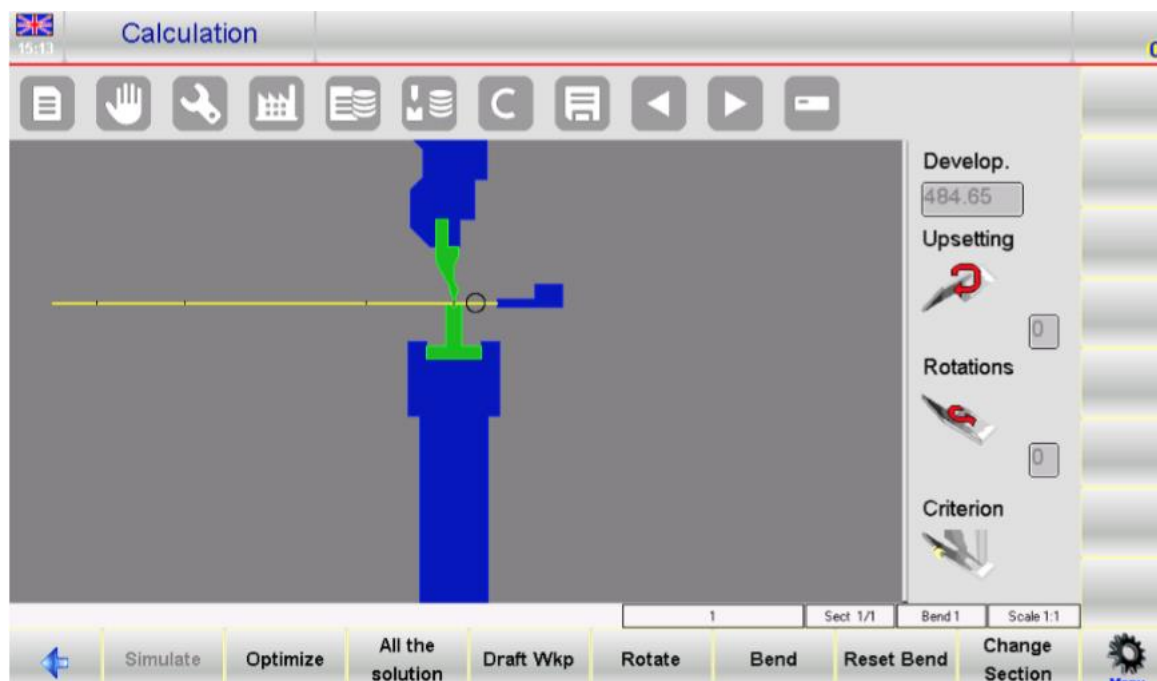 15:13
Calculation
C
Develop.
484.65
Upsetting
0
Rotations
0
Criterion
1
Sect 1/1
Bend 1
Scale 1:1
Simulate
Optimize
All the
solution
Draft Wkp
Rotate
Bend
Reset Bend
Change
Section